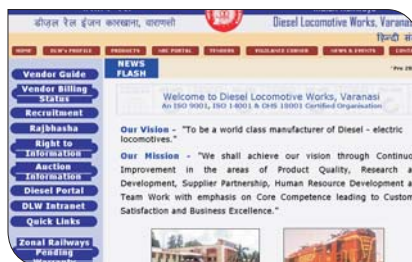 डीज़ल रेल इंजन कारखाना, वाराणसी
Diesel Locomotive Works, Varanas
हिन्दी सं
HOME DLW's PROFILE PRODUCTS ARC PORTAL TENDERS VIGILANCE CORNER NEWS & EVENTS CONT
NEWS FLASH
Vendor Guide
Vendor Billing Status
Recruitment
Rajbhasha
Right to Information
Auction Information
Diesel Portal
DLW Intranet
Quick Links
Zonal Railways
Pending
Welcome to Diesel Locomotive Works, Varanasi
An ISO 9001, ISO 14001 & OHS 18001 Certified Organisation
Our Vision - "To be a world class manufacturer of Diesel - electric
locomotives."
Our Mission - "We shall achieve our vision through Continuo
Improvement in the areas of Product Quality, Research a
Development, Supplier Partnership, Human Resource Development a
Team Work with emphasis on Core Competence leading to Custom
Satisfaction and Business Excellence."